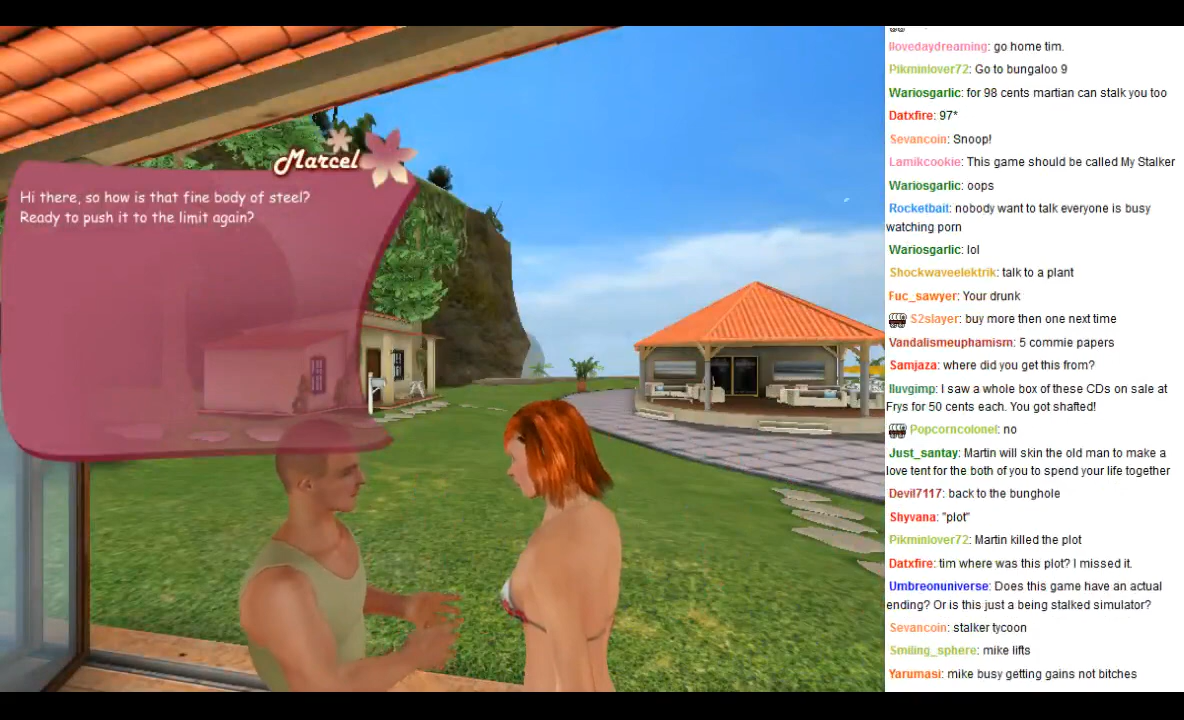 Marcel
Hi there, so how is that fine body of steel?
Ready to push it to the limit again?
Ilovedaydreaming: go home tim.
Pikminlover72: Go to bungaloo 9
Wariosgarlic: for 98 cents martian can stalk you too
Datxfire: 97*
Sevancoin: Snoop!
Lamikcookie: This game should be called My Stalker
Wariosgarlic: oops
Rocketbait: nobody want to talk everyone is busy
watching porn
Wariosgarlic: lol
Shockwaveelektrik: talk to a plant
Fuc_sawyer: Your drunk
S2slayer: buy more then one next time
Vandalismeuphamism: 5 commie papers
Samjaza: where did you get this from?
Iluvgimp: I saw a whole box of these CDs on sale at
Frys for 50 cents each. You got shafted!
Popcorncolonel: no
Just_santay: Martin will skin the old man to make a
love tent for the both of you to spend your life together
Devil7117: back to the bunghole
Shyvana: "plot"
Pikminlover72: Martin killed the plot
Datxfire: tim where was this plot? I missed it.
Umbreonuniverse: Does this game have an actual
ending? Or is this just a being stalked simulator?
Sevancoin: stalker tycoon
Smiling_sphere: mike lifts
Yarumasi: mike busy getting gains not bitches